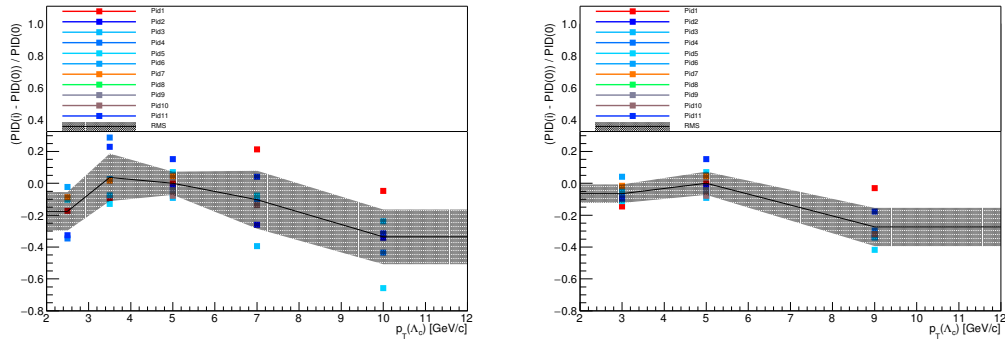 (PID(i) - PID(0)) / PID(0)
1.0
0.8
0.6
0.4
0.2
0.0
−0.2
−0.4
−0.6
−0.8
Pid1
Pid2
Pid3
Pid4
Pid5
Pid6
Pid7
Pid8
Pid9
Pid10
Pid11
RMS
2 3 4 5 6 7 8 9 10 11 12
p_T(Λ_c) [GeV/c]
(PID(i) - PID(0)) / PID(0)
1.0
0.8
0.6
0.4
0.2
0.0
−0.2
−0.4
−0.6
−0.8
Pid1
Pid2
Pid3
Pid4
Pid5
Pid6
Pid7
Pid8
Pid9
Pid10
Pid11
RMS
2 3 4 5 6 7 8 9 10 11 12
p_T(Λ_c) [GeV/c]